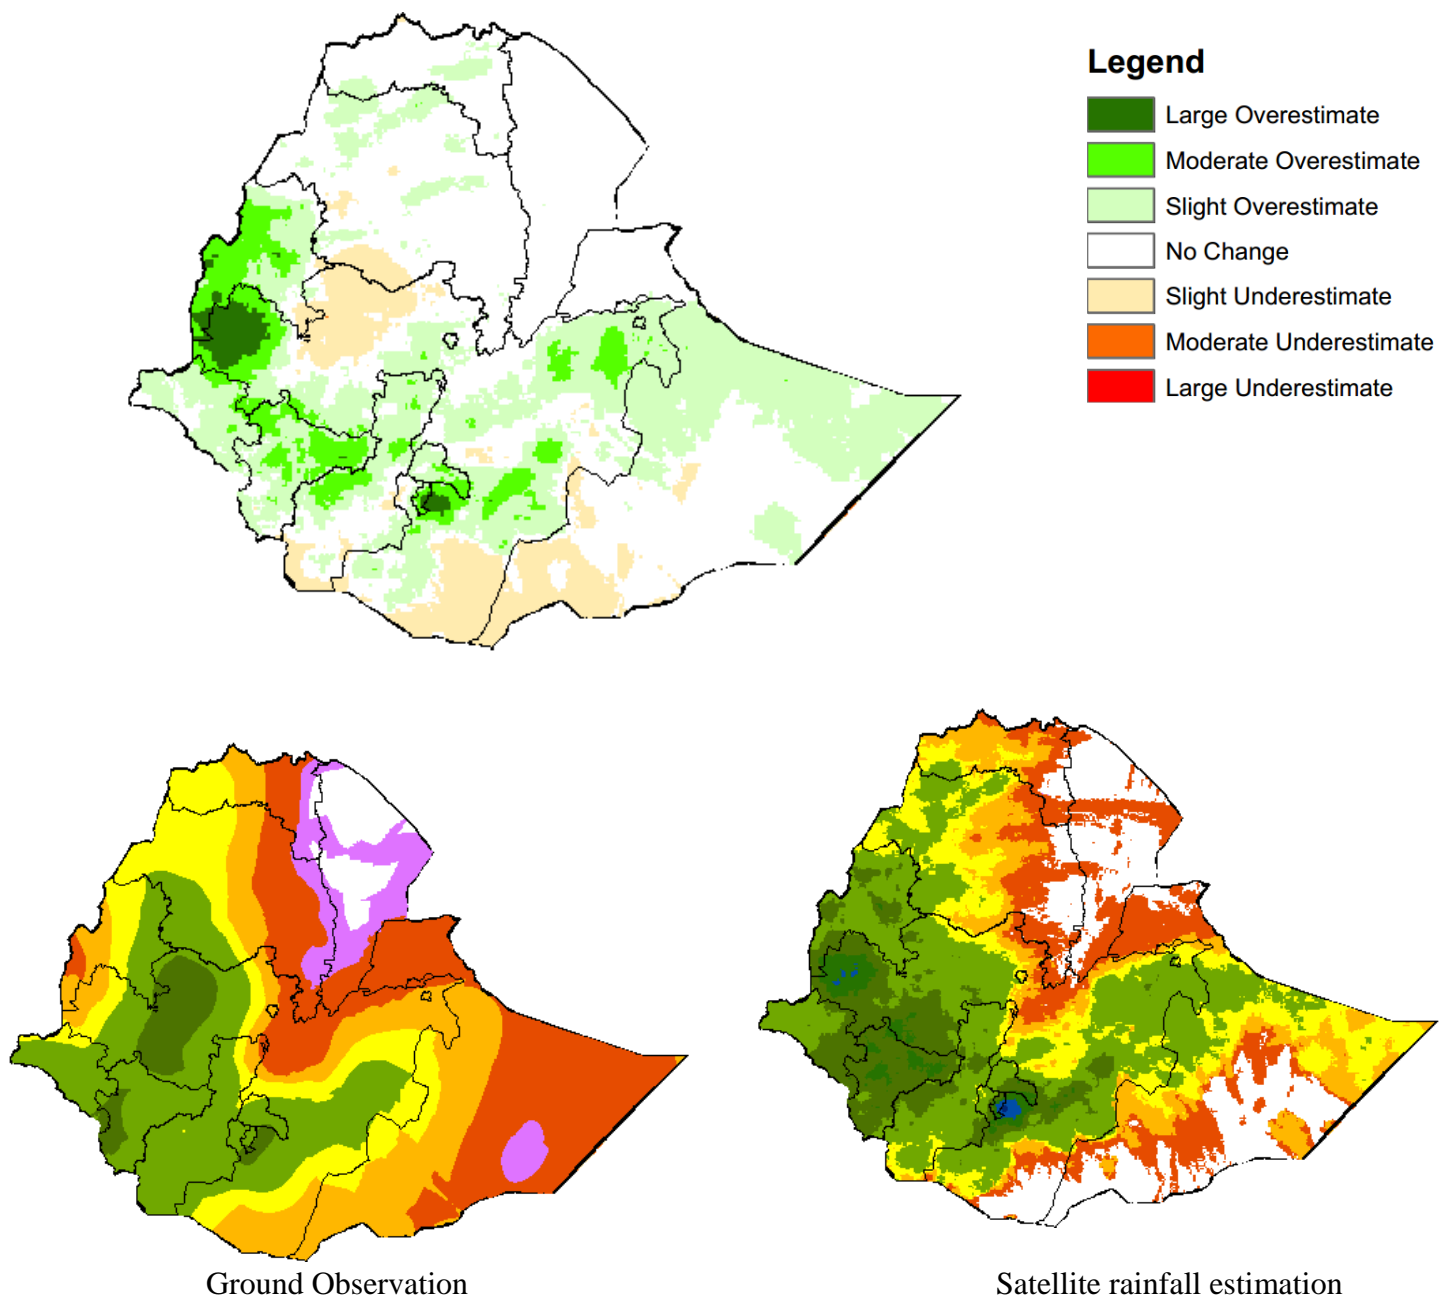 Legend
Large Overestimate
Moderate Overestimate
Slight Overestimate
No Change
Slight Underestimate
Moderate Underestimate
Large Underestimate
Ground Observation
Satellite rainfall estimation